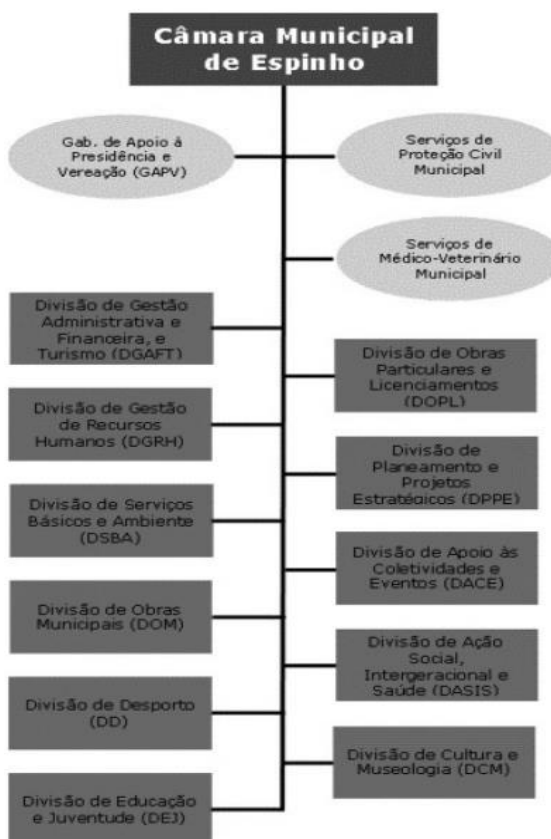 Câmara Municipal
de Espinho
Gab. de Apoio à
Presidência e
Vereação (GAPV)
Serviços de
Proteção Civil
Municipal
Serviços de
Médico-Veterinário
Municipal
Divisão de Gestão
Administrativa e
Financeira, e
Turismo (DGAFT)
Divisão de Obras
Particulares e
Licenciamentos
(DOPL)
Divisão de Gestão
de Recursos
Humanos (DGRH)
Divisão de
Planeamento e
Projetos
Estratégicos (DPPE)
Divisão de Serviços
Básicos e Ambiente
(DSBA)
Divisão de Apoio às
Coletividades e
Eventos (DACE)
Divisão de Obras
Municipais (DOM)
Divisão de Ação
Social,
Intergeracional e
Saúde (DASIS)
Divisão de Desporto
(DD)
Divisão de Cultura e
Museologia (DCM)
Divisão de Educação
e Juventude (DEJ)